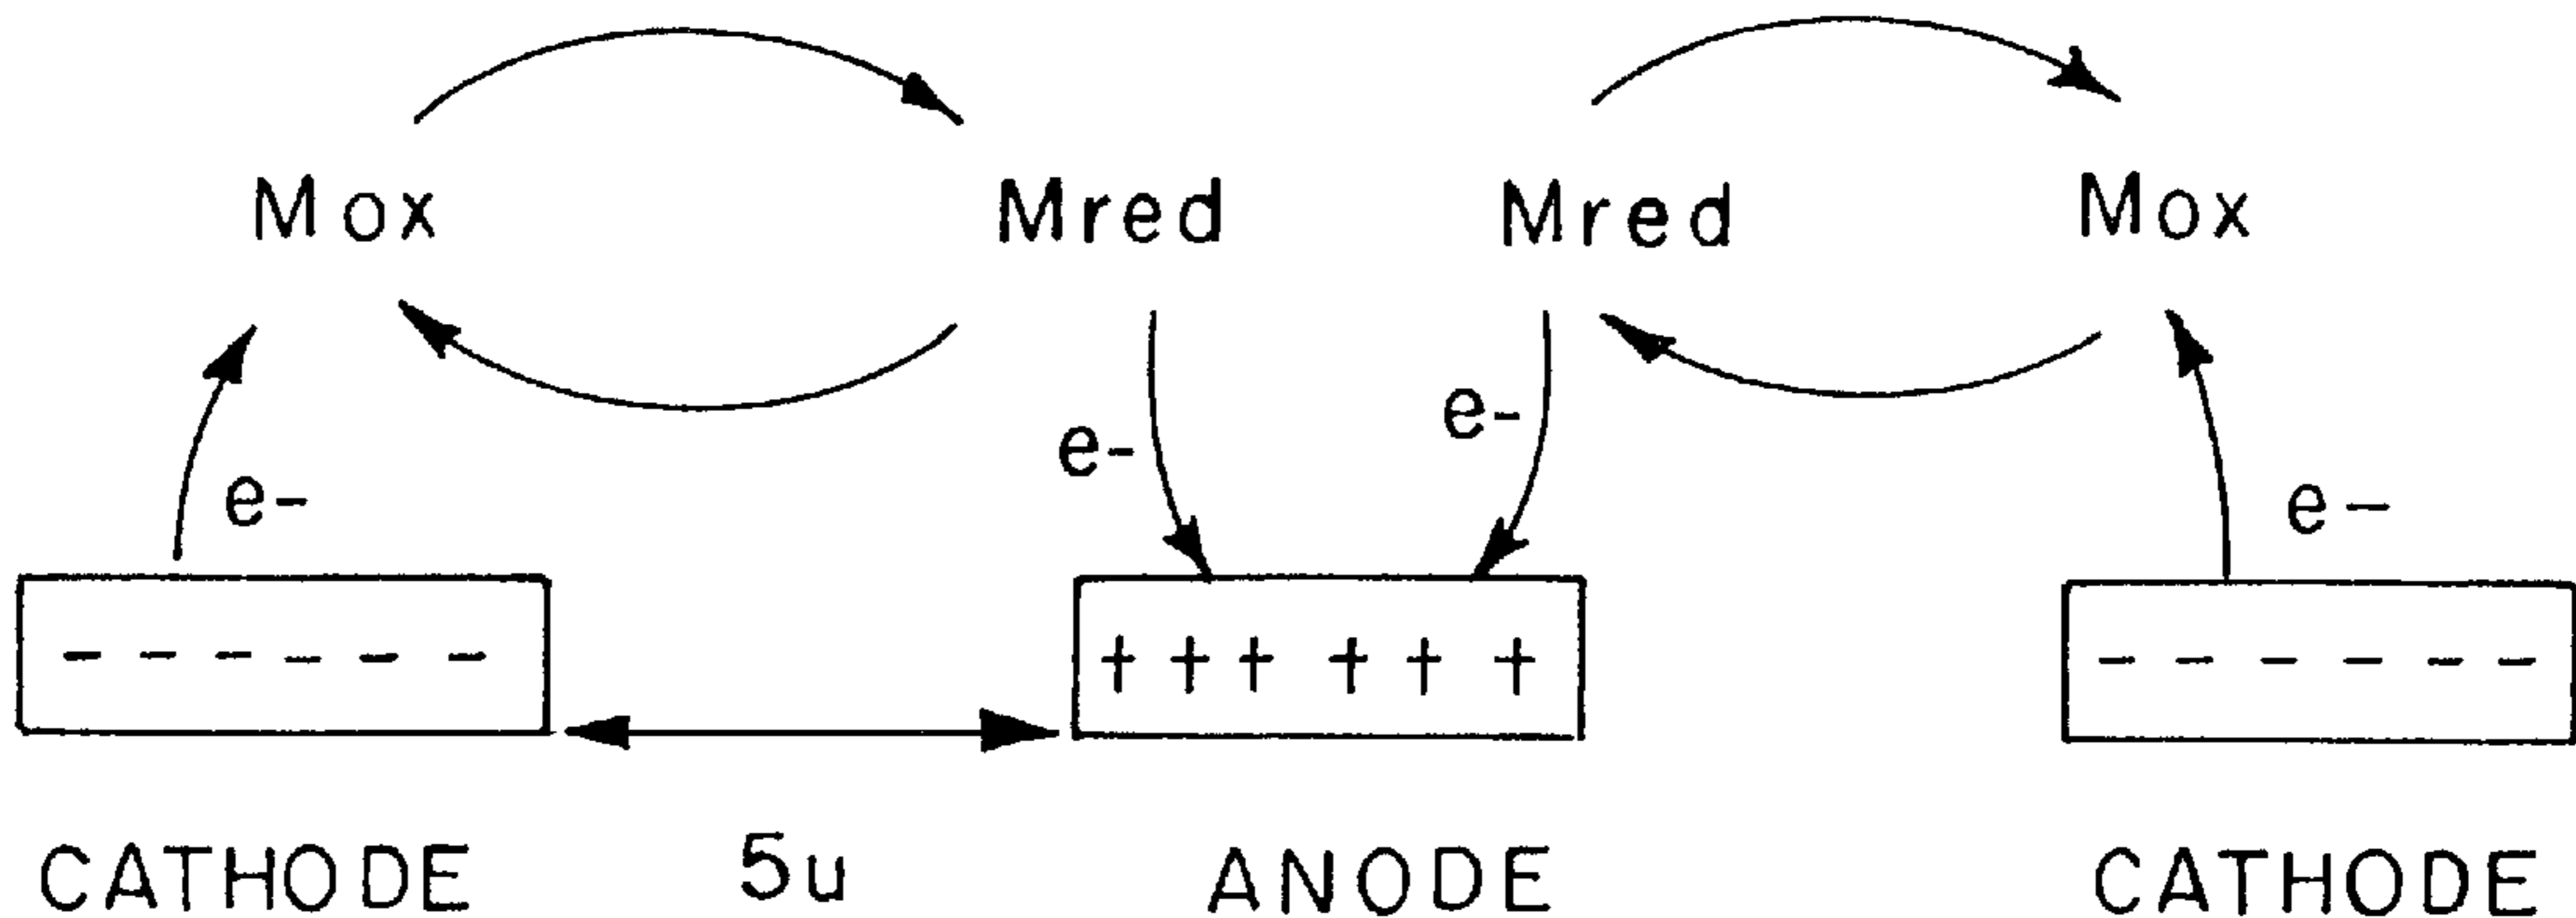 Mox Mred Mred Mox
e- e- e- e-
- - - - - - + + + + + + - - - - - -
CATHODE 5u ANODE CATHODE